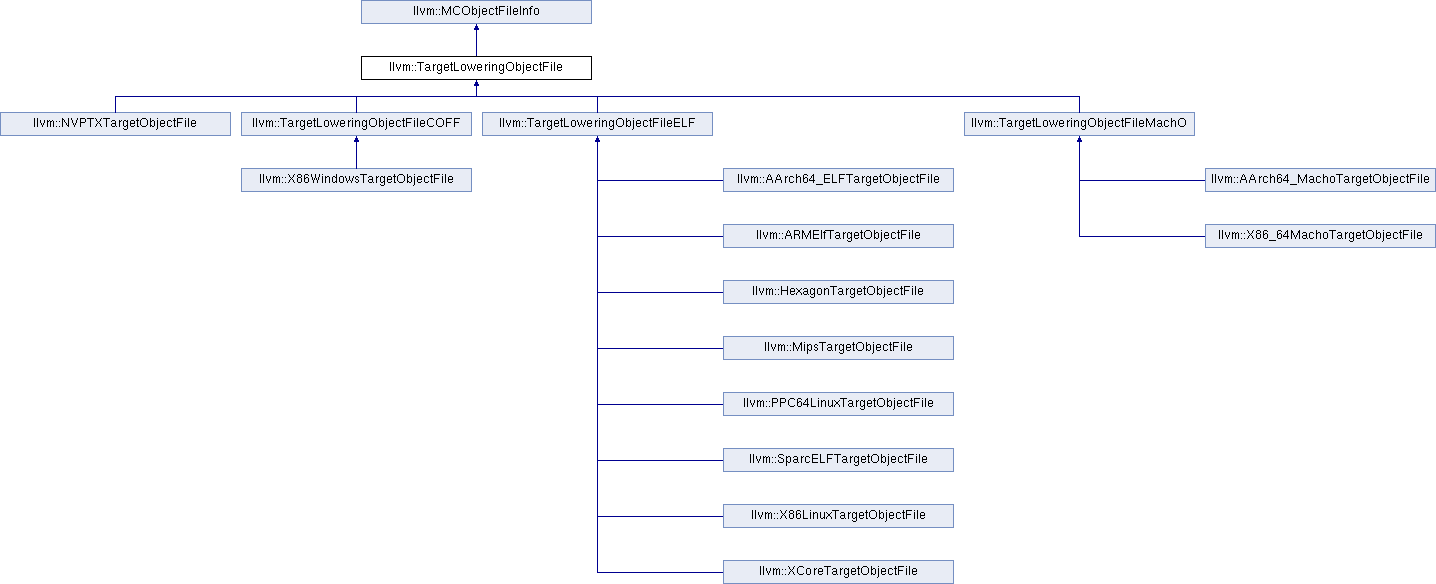 llvm::MCObjectFileInfo
llvm::TargetLoweringObjectFile
llvm::NVPTXTargetObjectFile
llvm::TargetLoweringObjectFileCOFF
llvm::TargetLoweringObjectFileELF
llvm::TargetLoweringObjectFileMachO
llvm::X86WindowsTargetObjectFile
llvm::AArch64_ELFTargetObjectFile
llvm::AArch64_MachoTargetObjectFile
llvm::ARMElfTargetObjectFile
llvm::X86_64MachoTargetObjectFile
llvm::HexagonTargetObjectFile
llvm::MipsTargetObjectFile
llvm::PPC64LinuxTargetObjectFile
llvm::SparcELFTargetObjectFile
llvm::X86LinuxTargetObjectFile
llvm::XCoreTargetObjectFile